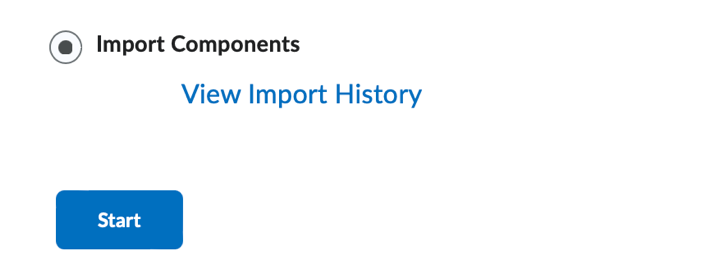 Import Components
View Import History
Start